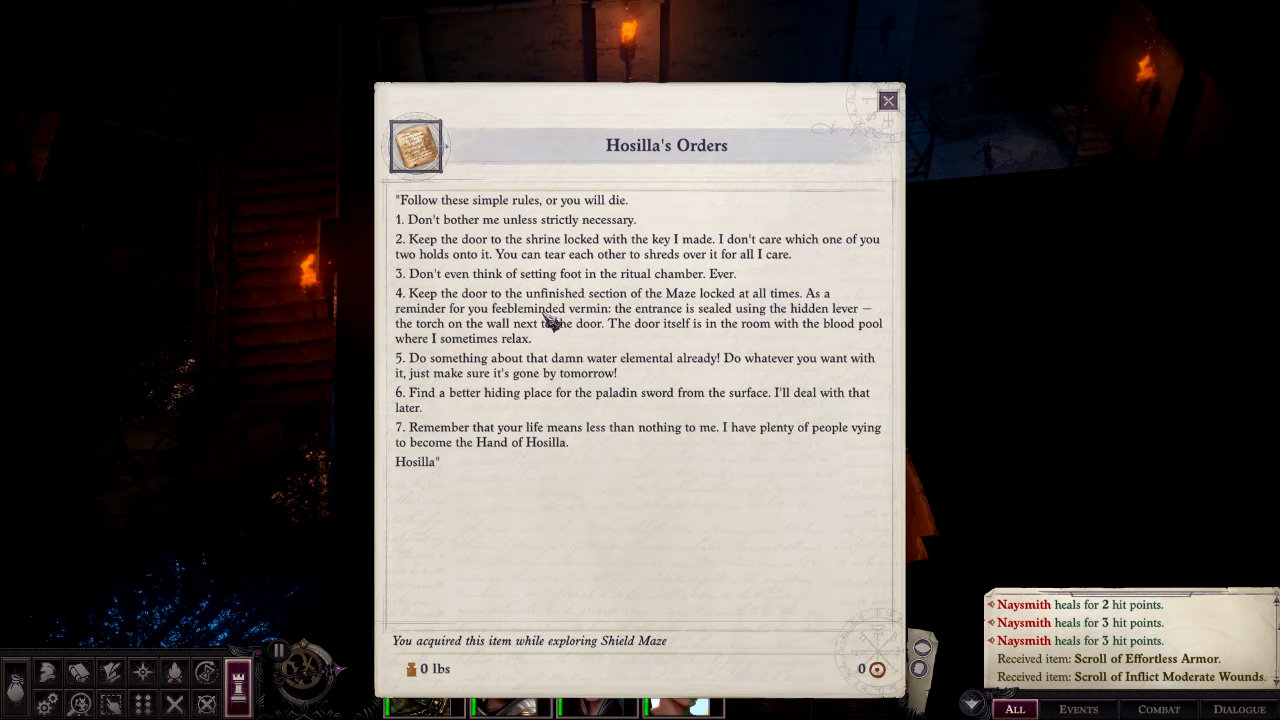 Hosilla's Orders
"Follow these simple rules, or you will die.
1. Don't bother me unless strictly necessary.
2. Keep the door to the shrine locked with the key I made. I don't care which one of you
two holds onto it. You can tear each other to shreds over it for all I care.
3. Don't even think of setting foot in the ritual chamber. Ever.
4. Keep the door to the unfinished section of the Maze locked at all times. As a
reminder for you feebleminded vermin: the entrance is sealed using the hidden lever —
the torch on the wall next to the door. The door itself is in the room with the blood pool
where I sometimes relax.
5. Do something about that damn water elemental already! Do whatever you want with
it, just make sure it's gone by tomorrow!
6. Find a better hiding place for the paladin sword from the surface. I'll deal with that
later.
7. Remember that your life means less than nothing to me. I have plenty of people vying
to become the Hand of Hosilla.
Hosilla"
You acquired this item while exploring Shield Maze
0 lbs
0
Naysmith heals for 2 hit points.
Naysmith heals for 3 hit points.
Naysmith heals for 3 hit points.
Received item: Scroll of Effortless Armor.
Received item: Scroll of Inflict Moderate Wounds.
All Events Combat Dialogue